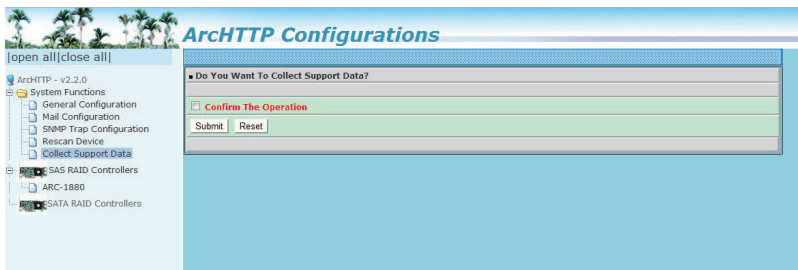 ArcHTTP Configurations
|open all|close all|
ArcHTTP - v2.2.0
System Functions
General Configuration
Mail Configuration
SNMP Trap Configuration
Rescan Device
Collect Support Data
SAS RAID Controllers
ARC-1880
SATA RAID Controllers
Do You Want To Collect Support Data?
Confirm The Operation
Submit Reset